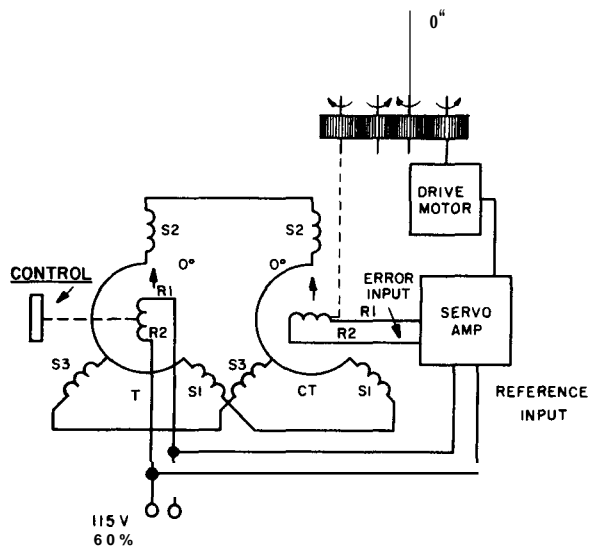 0"
DRIVE
MOTOR
S2
S2
0°
0°
CONTROL
R1
R2
ERROR
INPUT
R1
R2
SERVO
AMP
S3
T
S1
S3
CT
S1
REFERENCE
INPUT
115V
60%